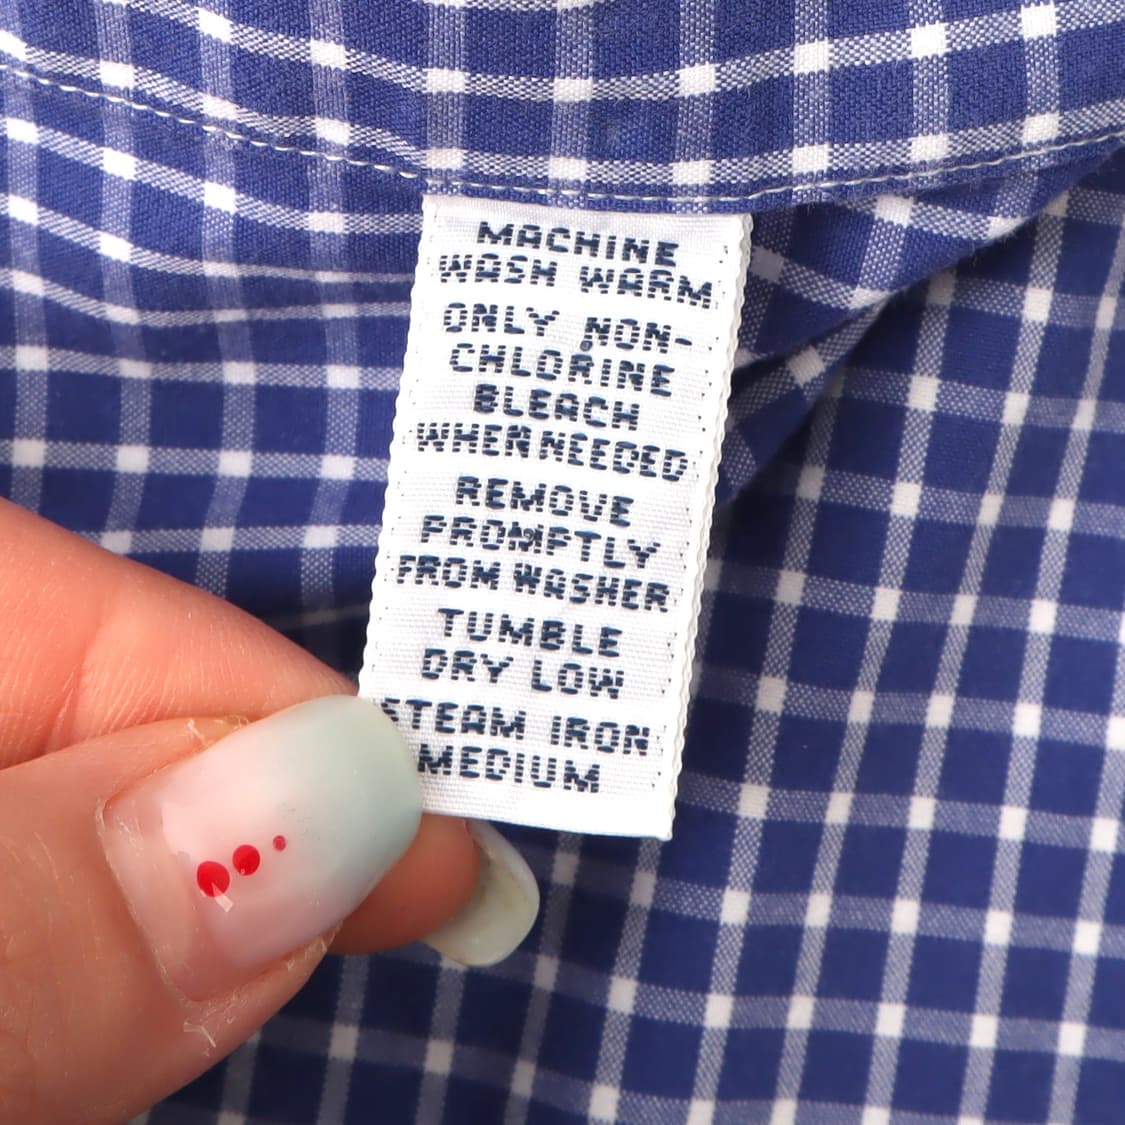 MACHINE
WASH WARM
ONLY NON-
CHLORINE
BLEACH
WHEN NEEDED
REMOVE
PROMPTLY
FROM WASHER
TUMBLE
DRY LOW
STEAM IRON
MEDIUM